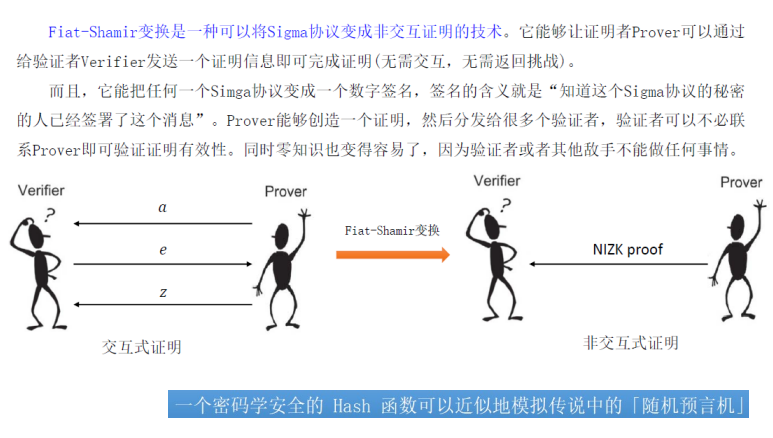 Fiat-Shamir变换是一种可以将Sigma协议变成非交互证明的技术。它能够让证明者Prover可以通过
给验证者Verifier发送一个证明信息即可完成证明(无需交互，无需返回挑战)。
而且，它能把任何一个Simga协议变成一个数字签名，签名的含义就是“知道这个Sigma协议的秘密
的人已经签署了这个消息”。Prover能够创造一个证明，然后分发给很多个验证者，验证者可以不必联
系Prover即可验证证明有效性。同时零知识也变得容易了，因为验证者或者其他敌手不能做任何事情。
Verifier
Prover
?
a
e
z
交互式证明
Fiat-Shamir变换
Verifier
Prover
?
NIZK proof
非交互式证明
一个密码学安全的 Hash 函数可以近似地模拟传说中的「随机预言机」